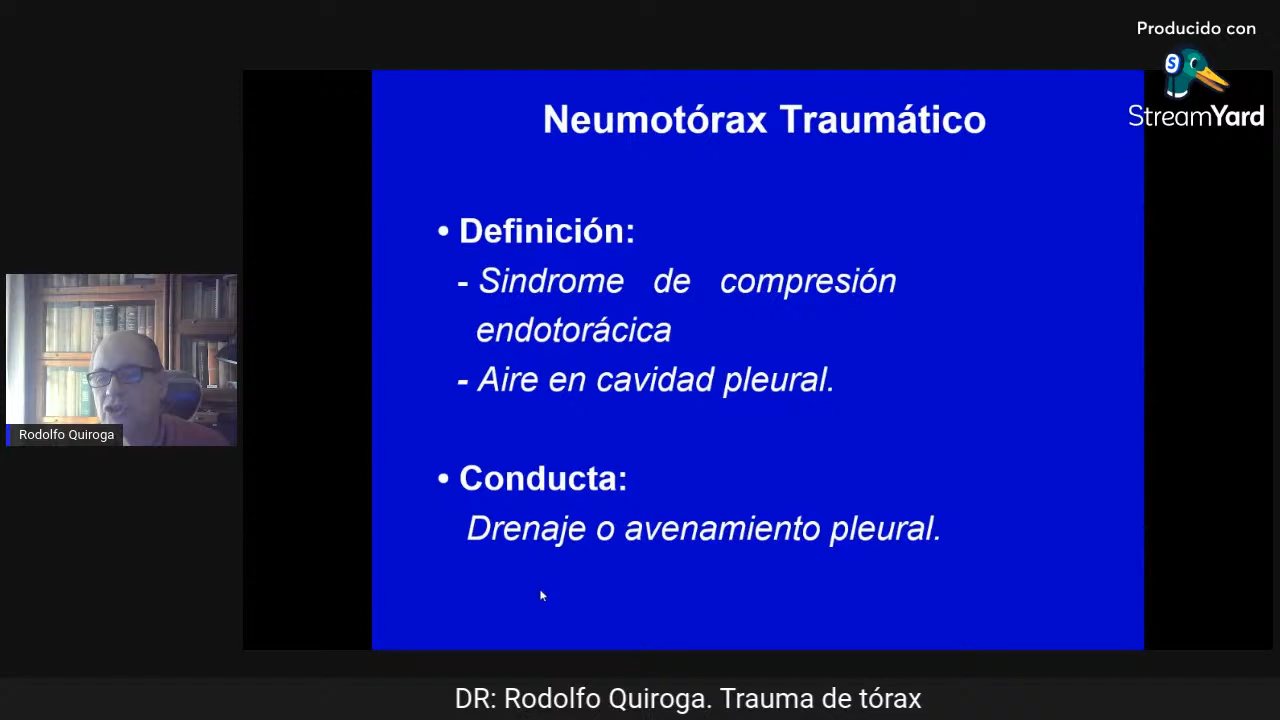 Producido con
S
StreamYard
Neumotórax Traumático
• Definición:
- Sindrome de compresión
endotorácica
- Aire en cavidad pleural.
• Conducta:
Drenaje o avenamiento pleural.
Rodolfo Quiroga
DR: Rodolfo Quiroga. Trauma de tórax